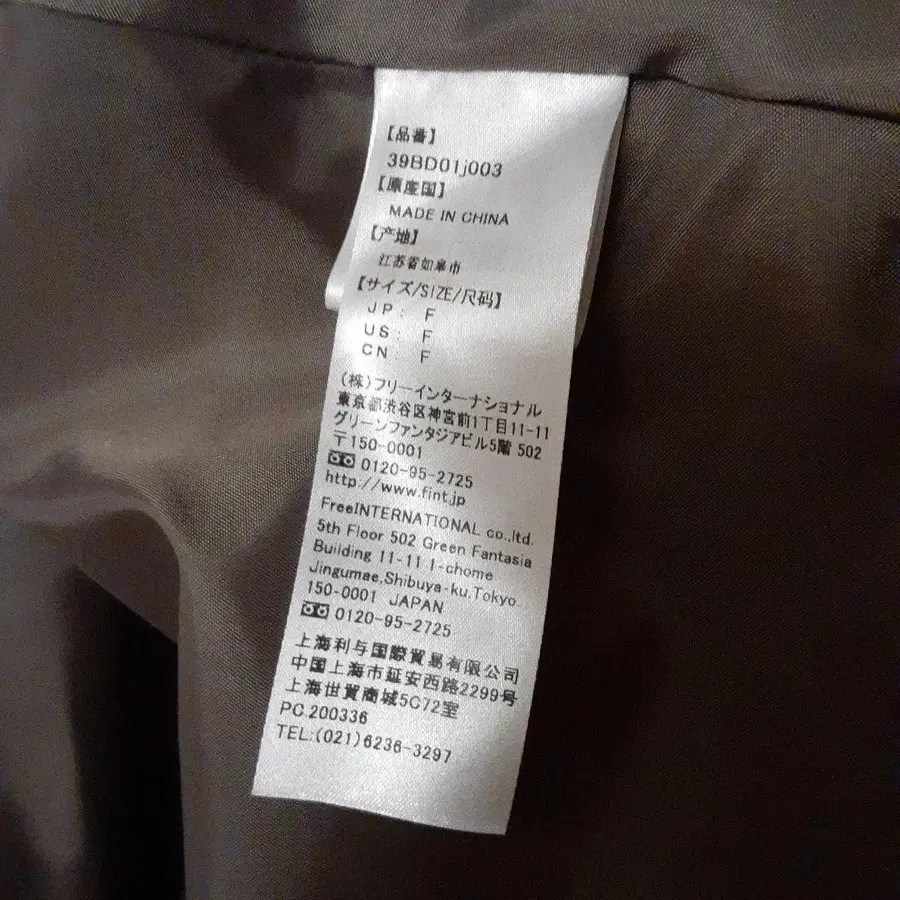 【品番】
39BD01j003
【原産国】
MADE IN CHINA
【产地】
江苏省如皋市
【サイズ/SIZE/尺码】
JP: F
US: F
CN: F
(株)フリーインターナショナル
東京都渋谷区神宮前1丁目11-11
グリーンファンタジアビル5階 502
〒150-0001
0120-95-2725
http://www.fint.jp
FreeINTERNATIONAL co.,ltd.
5th Floor 502 Green Fantasia
Building 11-11 1-chome
Jingumae,Shibuya-ku,Tokyo.
150-0001 JAPAN
0120-95-2725
上海利与国際貿易有限公司
中国上海市延安西路2299号
上海世貿商城5C72室
PC.200336
TEL:(021)6236-3297